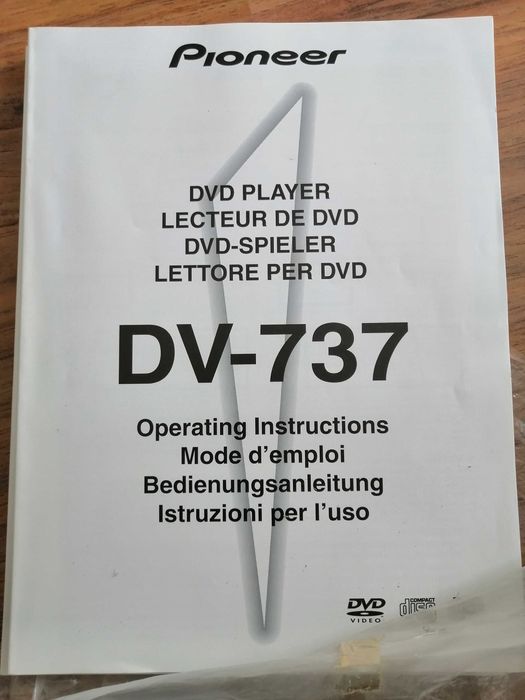 Pioneer
DVD PLAYER
LECTEUR DE DVD
DVD-SPIELER
LETTORE PER DVD
DV-737
Operating Instructions
Mode d'emploi
Bedienungsanleitung
Istruzioni per l'uso
DVD COMPACT
VIDEO disc